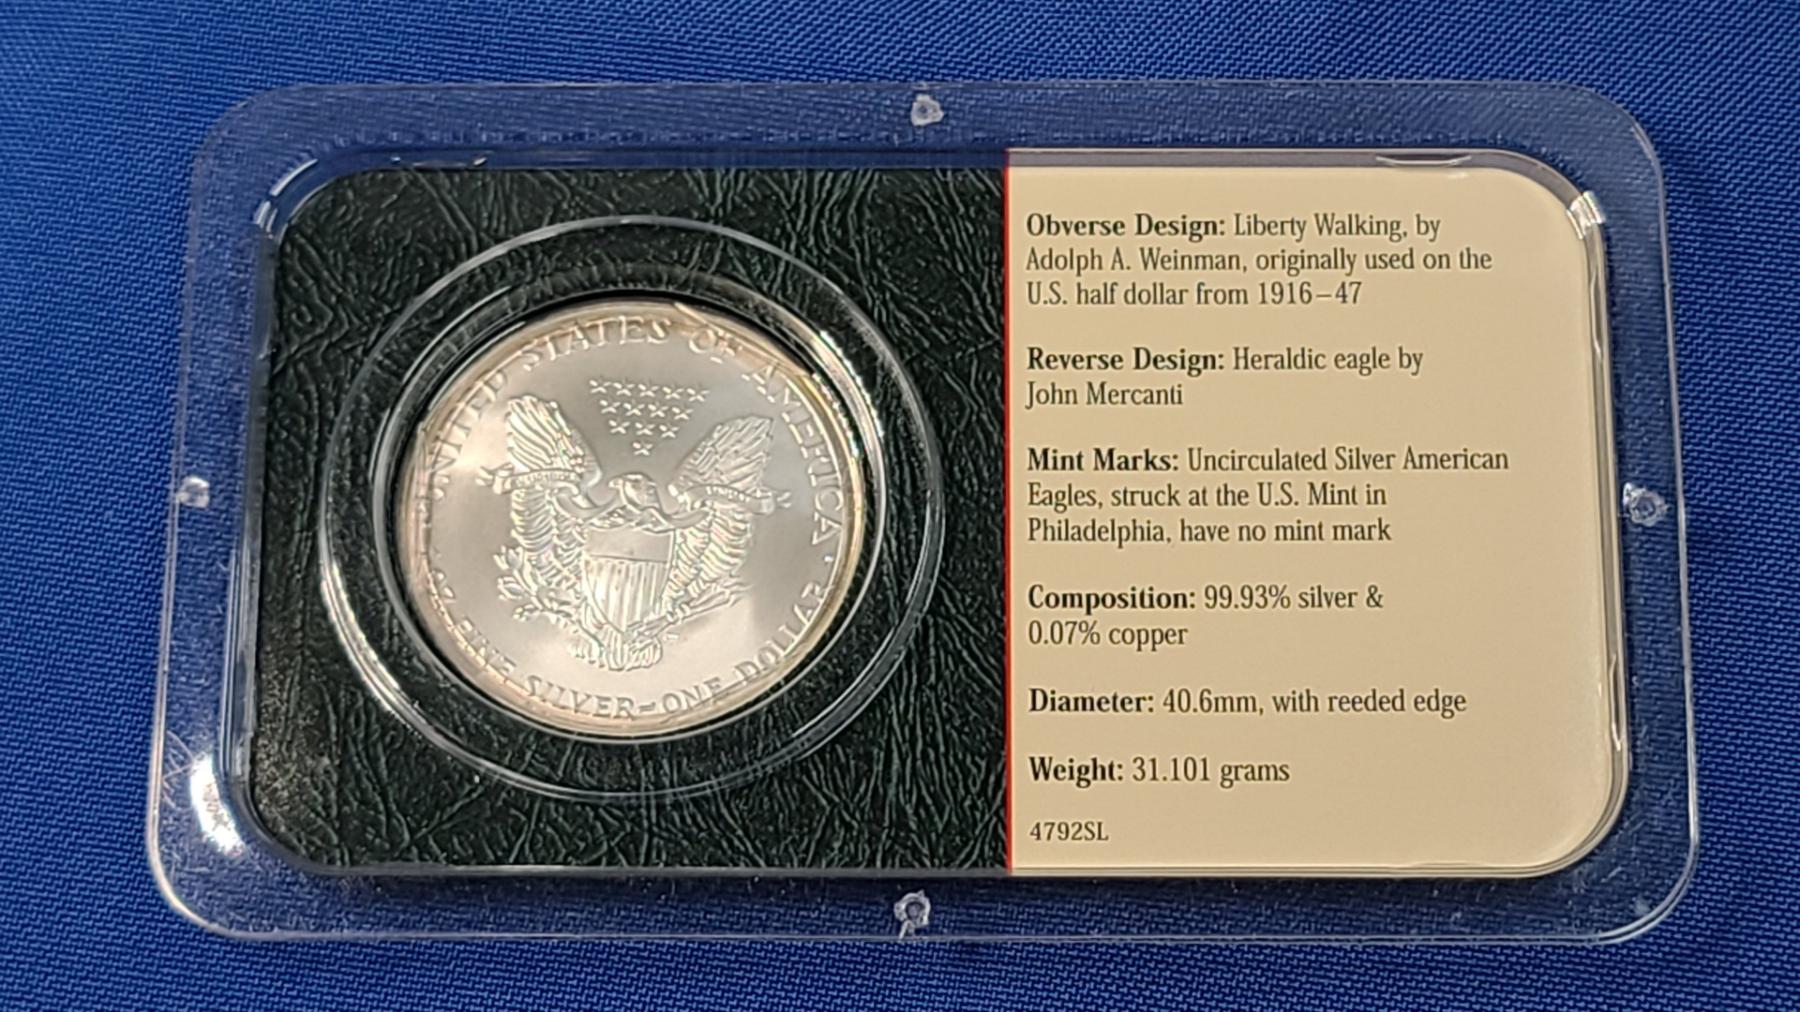 UNITED STATES OF AMERICA
OZ. FINE SILVER-ONE DOLLAR
Obverse Design: Liberty Walking, by
Adolph A. Weinman, originally used on the
U.S. half dollar from 1916–47
Reverse Design: Heraldic eagle by
John Mercanti
Mint Marks: Uncirculated Silver American
Eagles, struck at the U.S. Mint in
Philadelphia, have no mint mark
Composition: 99.93% silver &
0.07% copper
Diameter: 40.6mm, with reeded edge
Weight: 31.101 grams
4792SL